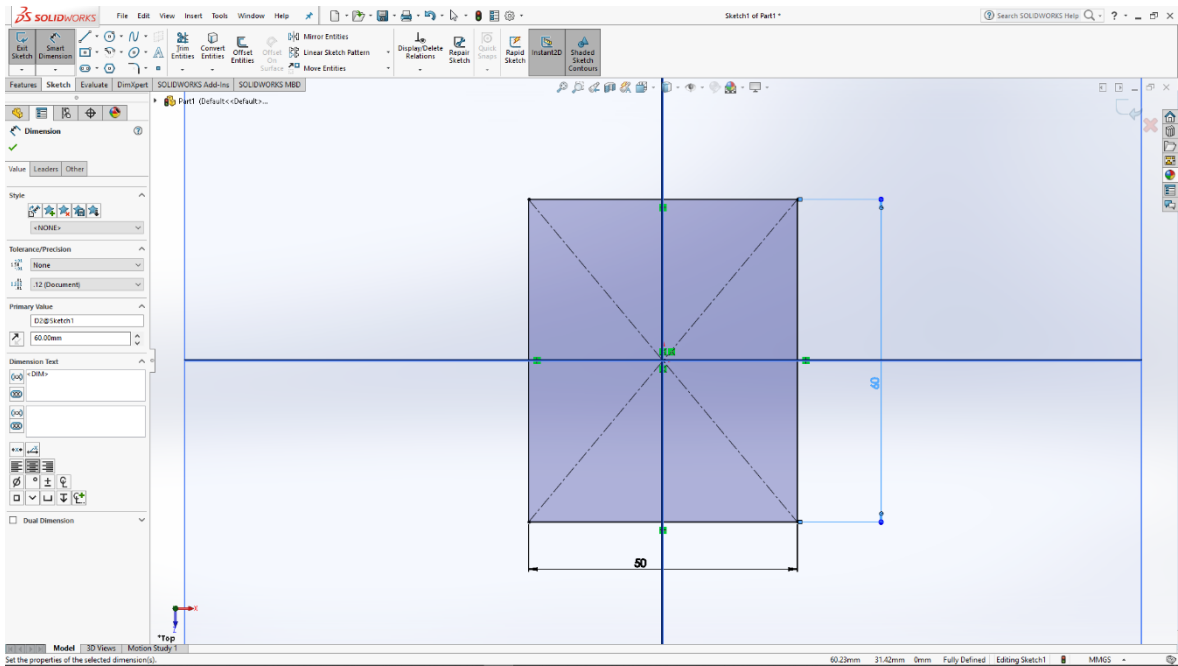 SOLIDWORKS File Edit View Insert Tools Window Help Sketch1 of Part1 * Search SOLIDWORKS Help
Exit Sketch
Smart Dimension
Trim Entities
Convert Entities
Offset Entities
Offset On Surface
Mirror Entities
Linear Sketch Pattern
Move Entities
Display/Delete Relations
Repair Sketch
Quick Snaps
Rapid Sketch
Instant2D
Shaded Sketch Contours
Features Sketch Evaluate DimXpert SOLIDWORKS Add-Ins SOLIDWORKS MBD
Part1 (Default<<Default>...
Dimension
Value Leaders Other
Style
<NONE>
Tolerance/Precision
None
.12 (Document)
Primary Value
D2@Sketch1
60.00mm
Dimension Text
<DIM>
Dual Dimension
60
50
X
Z
*Top
Model 3D Views Motion Study 1
Set the properties of the selected dimension(s).
60.23mm 31.42mm 0mm Fully Defined Editing Sketch1 MMGS